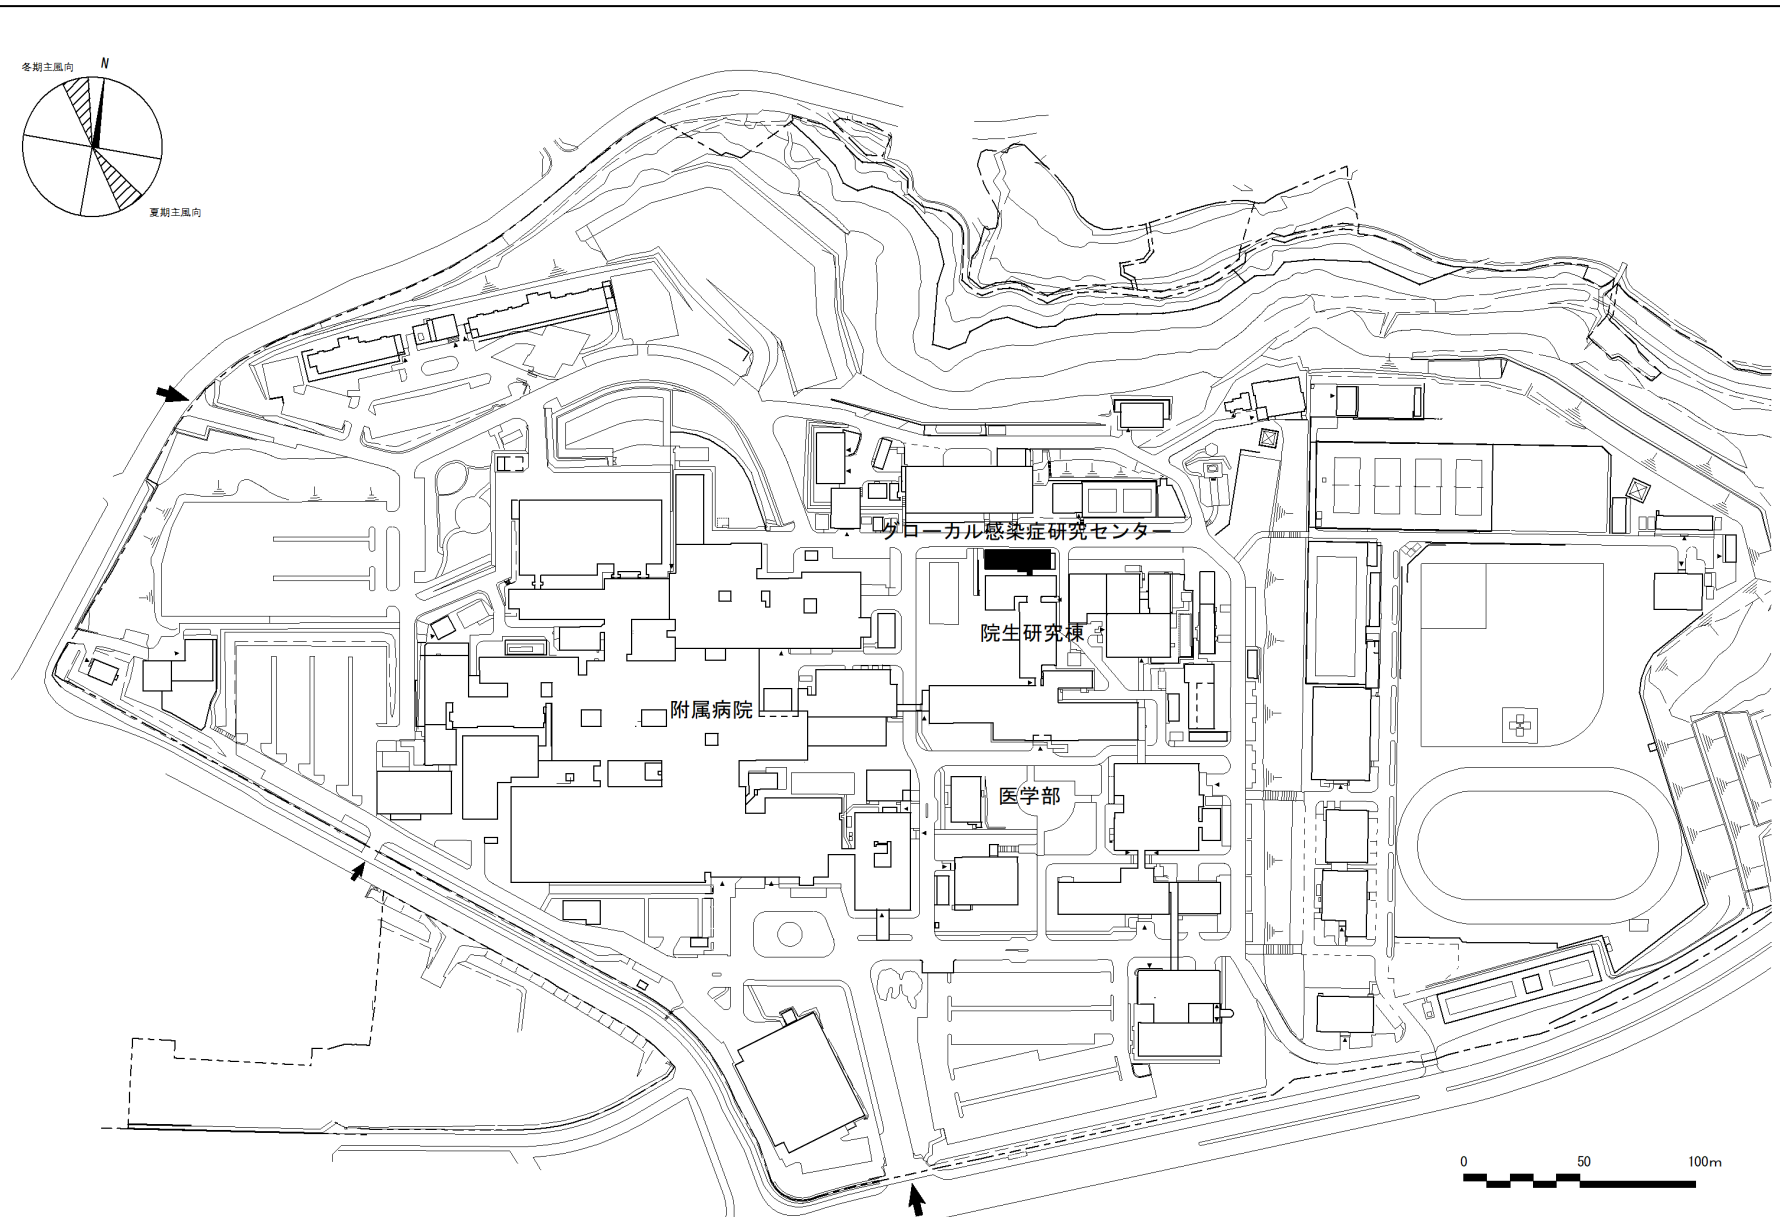 冬期主風向
N
夏期主風向
グローカル感染症研究センター
院生研究棟
附属病院
医学部
0 50 100m